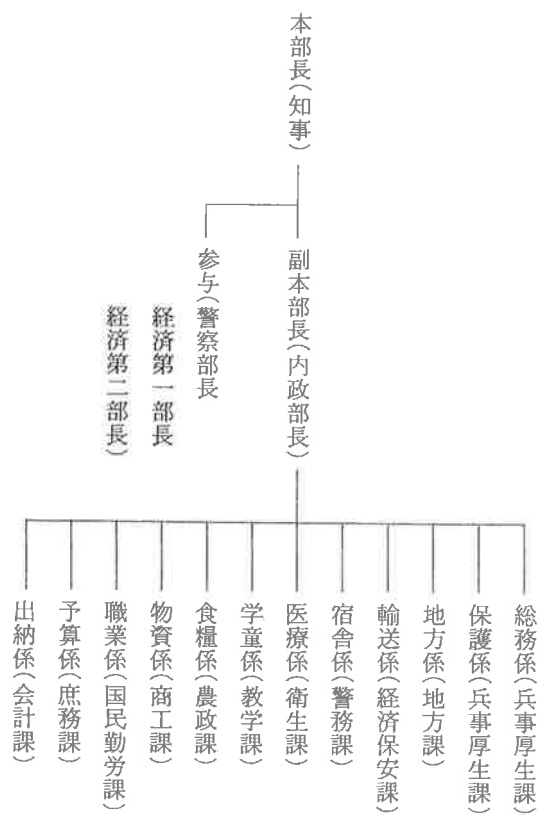 本部長(知事)
副本部長(内政部長)
参与(警察部長
経済第一部長
経済第二部長)
総務係(兵事厚生課)
保護係(兵事厚生課)
地方係(地方課)
輸送係(経済保安課)
宿舎係(警務課)
医療係(衛生課)
学童係(教学課)
食糧係(農政課)
物資係(商工課)
職業係(国民勤労課)
予算係(庶務課)
出納係(会計課)